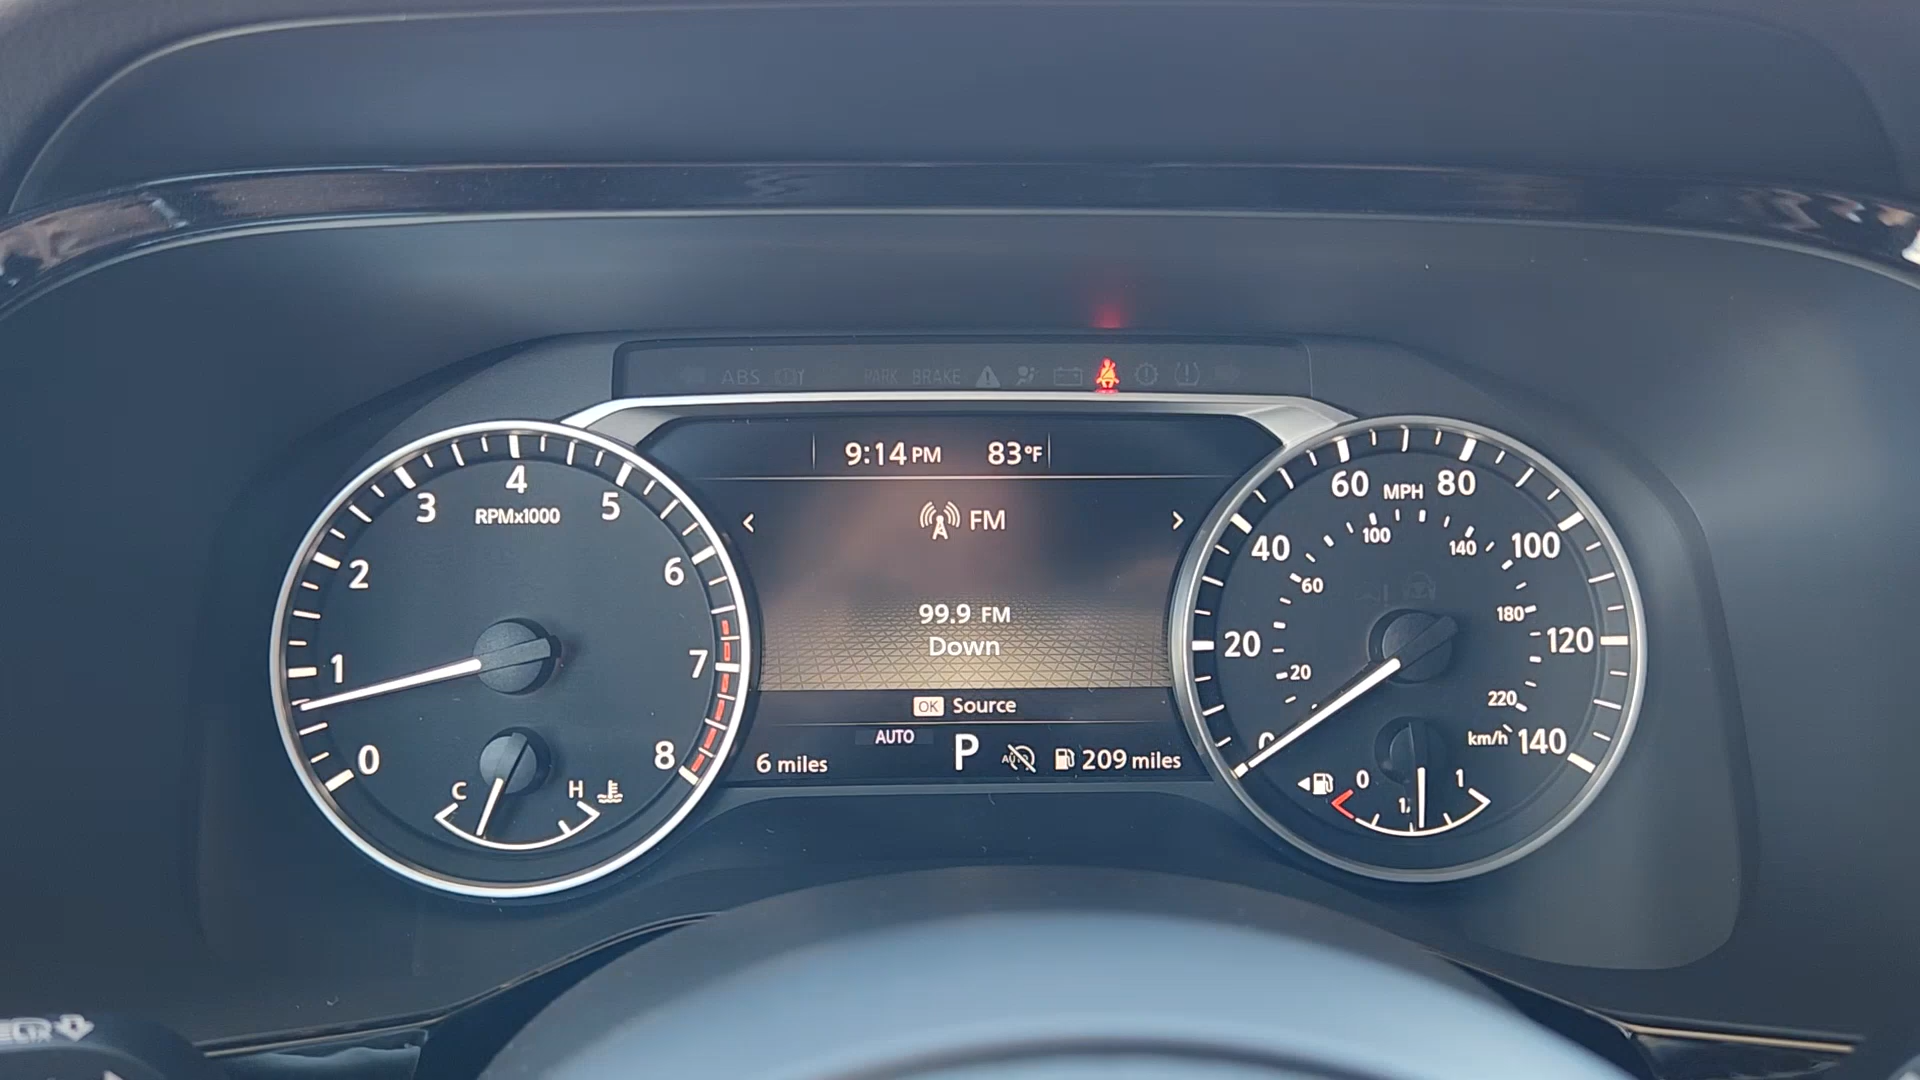 ABS
PARK BRAKE
9:14 PM 83°F
FM
99.9 FM
Down
OK Source
AUTO
6 miles P AUTO 209 miles
0 1 2 3 4 5 6 7 8
RPMx1000
C H
0 20 40 60 80 100 120 140
MPH
20 60 100 140 180 220
km/h
0 1